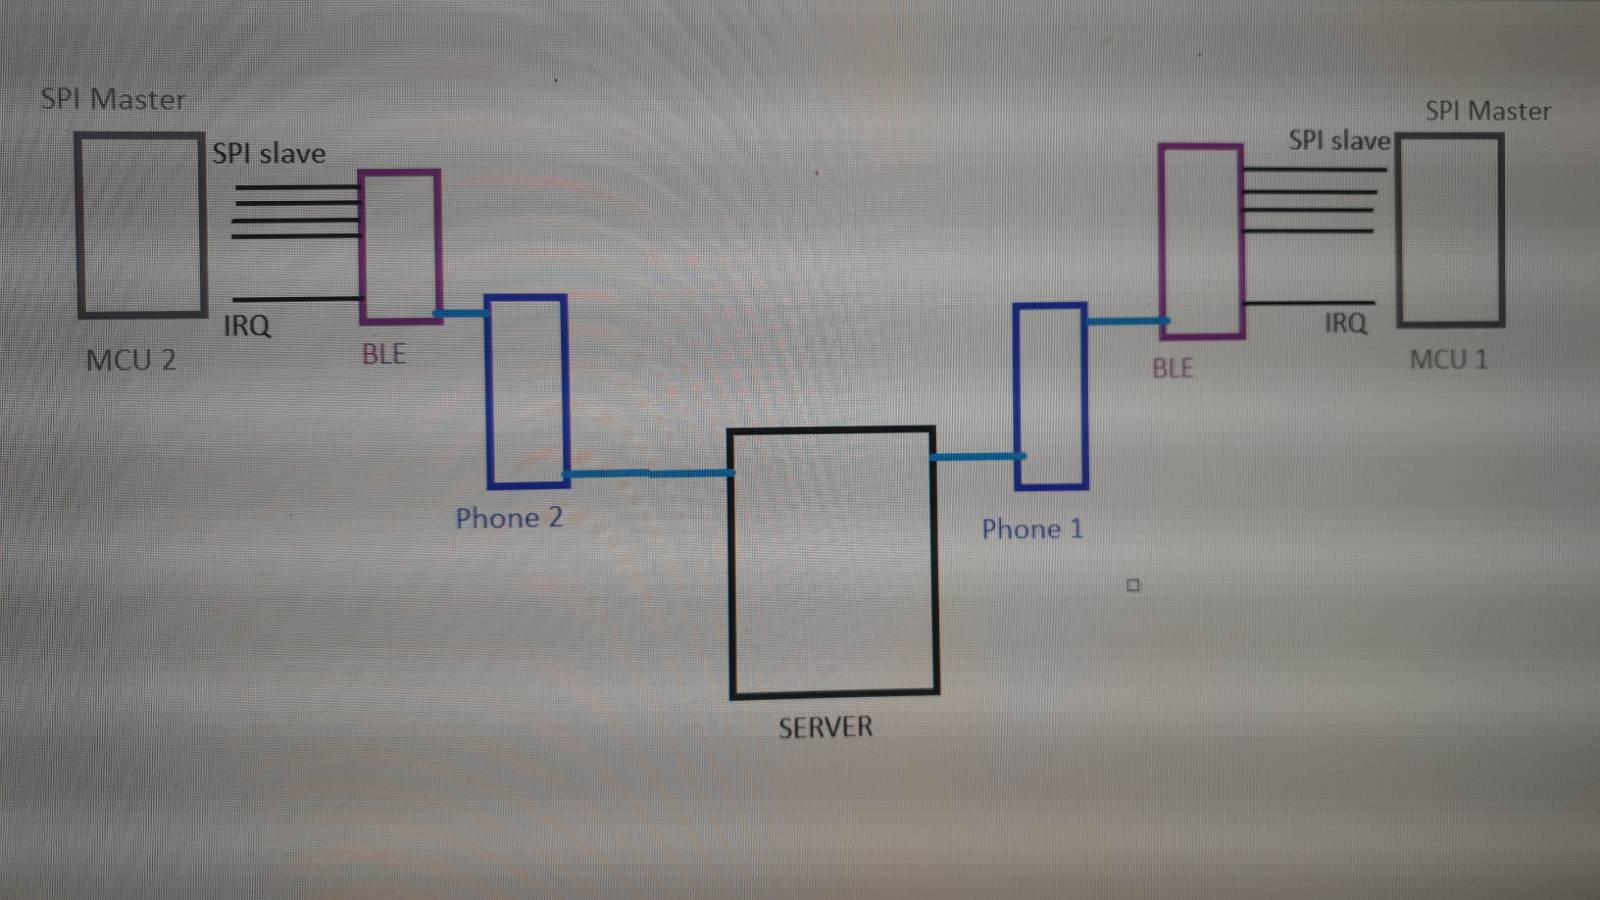 SPI Master
SPI slave
IRQ
MCU 2
BLE
Phone 2
SERVER
Phone 1
BLE
SPI Master
SPI slave
IRQ
MCU 1